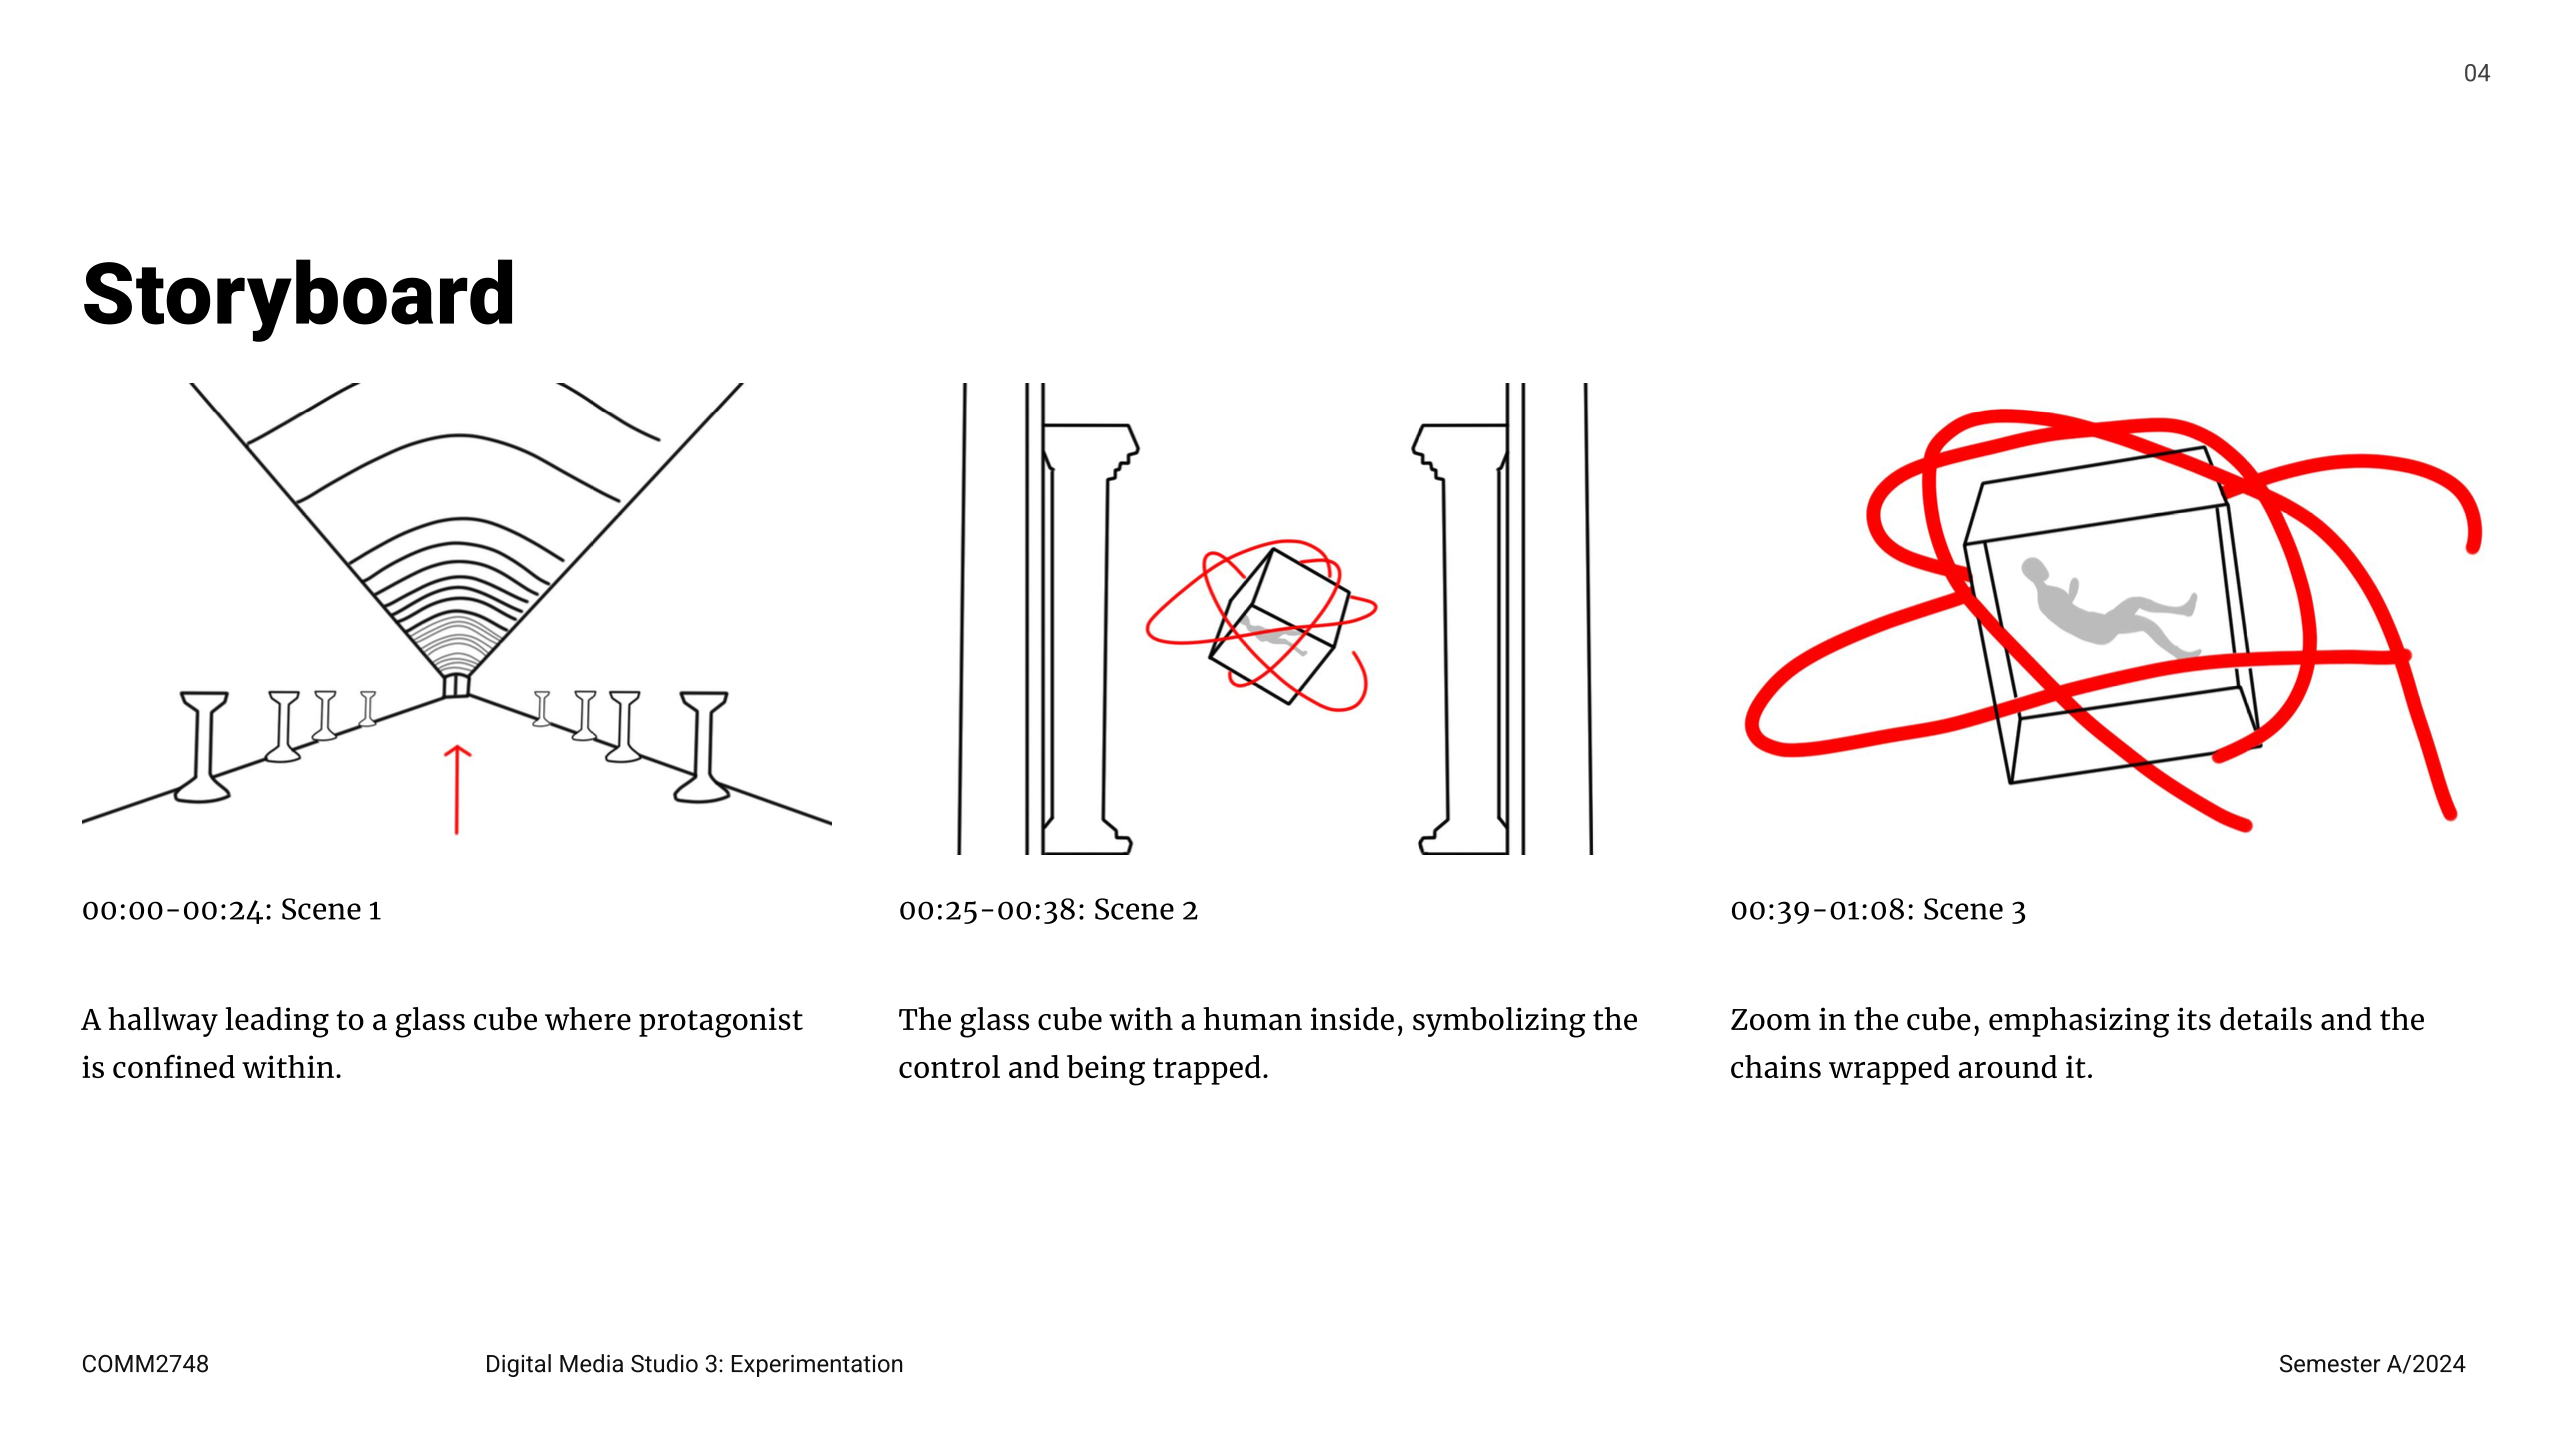 04
Storyboard
00:00-00:24: Scene 1
A hallway leading to a glass cube where protagonist
is confined within.
00:25-00:38: Scene 2
The glass cube with a human inside, symbolizing the
control and being trapped.
00:39-01:08: Scene 3
Zoom in the cube, emphasizing its details and the
chains wrapped around it.
COMM2748
Digital Media Studio 3: Experimentation
Semester A/2024